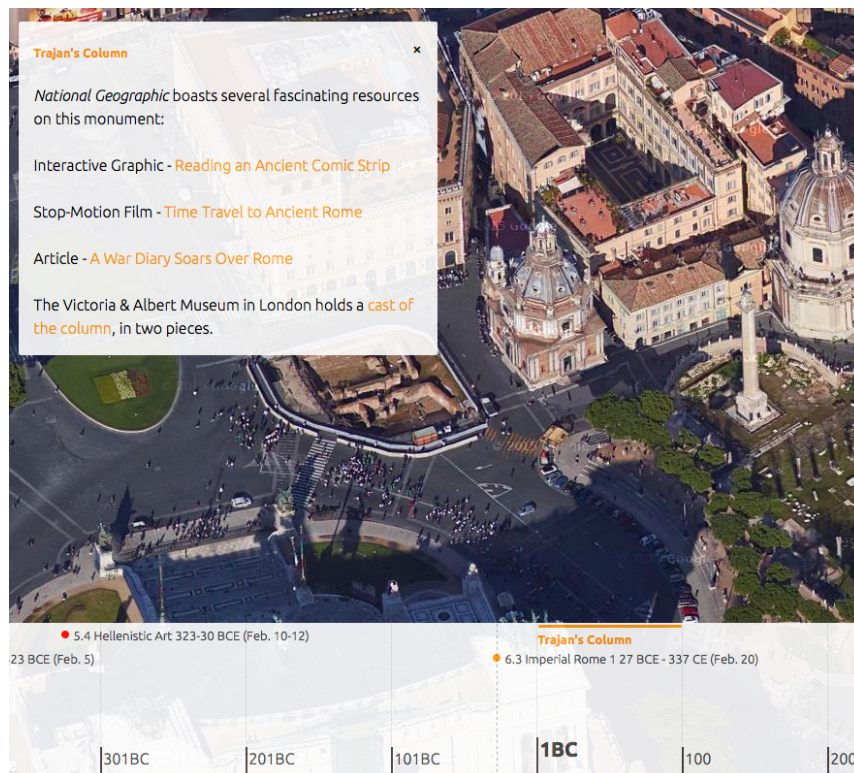 Trajan's Column
×
National Geographic boasts several fascinating resources
on this monument:
Interactive Graphic - Reading an Ancient Comic Strip
Stop-Motion Film - Time Travel to Ancient Rome
Article - A War Diary Soars Over Rome
The Victoria & Albert Museum in London holds a cast of
the column, in two pieces.
5.4 Hellenistic Art 323-30 BCE (Feb. 10-12)
Trajan's Column
23 BCE (Feb. 5)
6.3 Imperial Rome 1 27 BCE - 337 CE (Feb. 20)
301BC
201BC
101BC
1BC
100
200